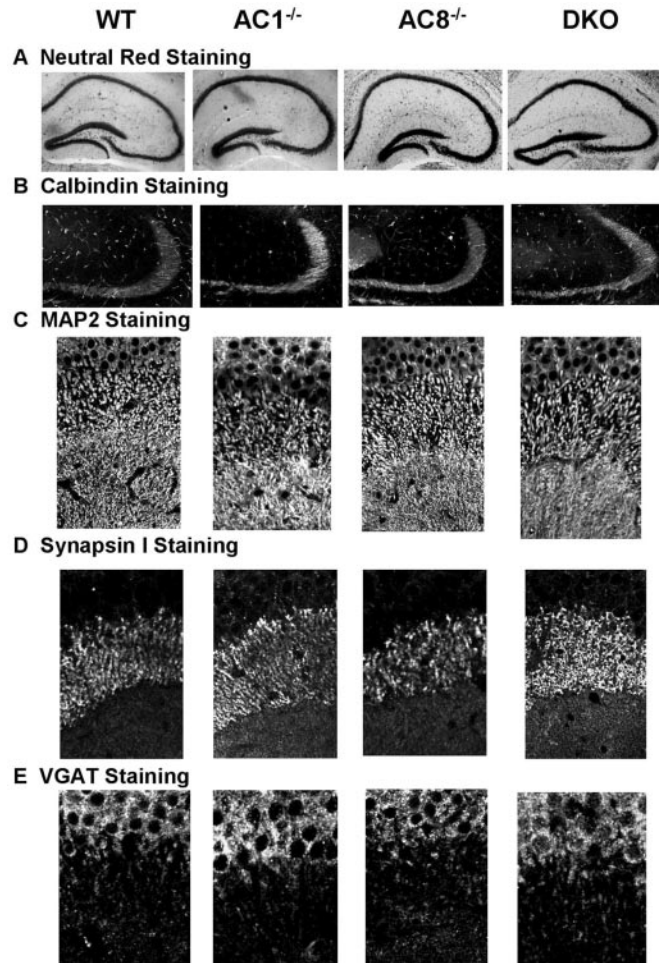 WT AC1-/- AC8-/- DKO
A Neutral Red Staining
B Calbindin Staining
C MAP2 Staining
D Synapsin I Staining
E VGAT Staining